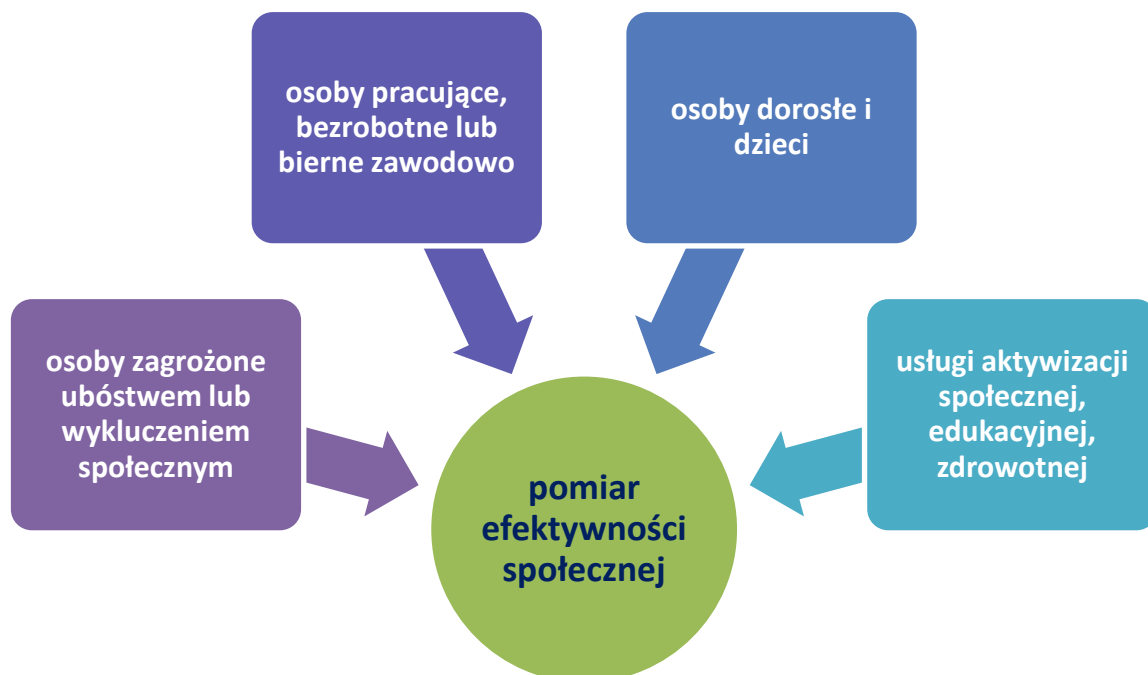 osoby pracujące,
bezrobotne lub
bierne zawodowo
osoby dorosłe i
dzieci
osoby zagrożone
ubóstwem lub
wykluczeniem
społecznym
usługi aktywizacji
społecznej,
edukacyjnej,
zdrowotnej
pomiar
efektywności
społecznej